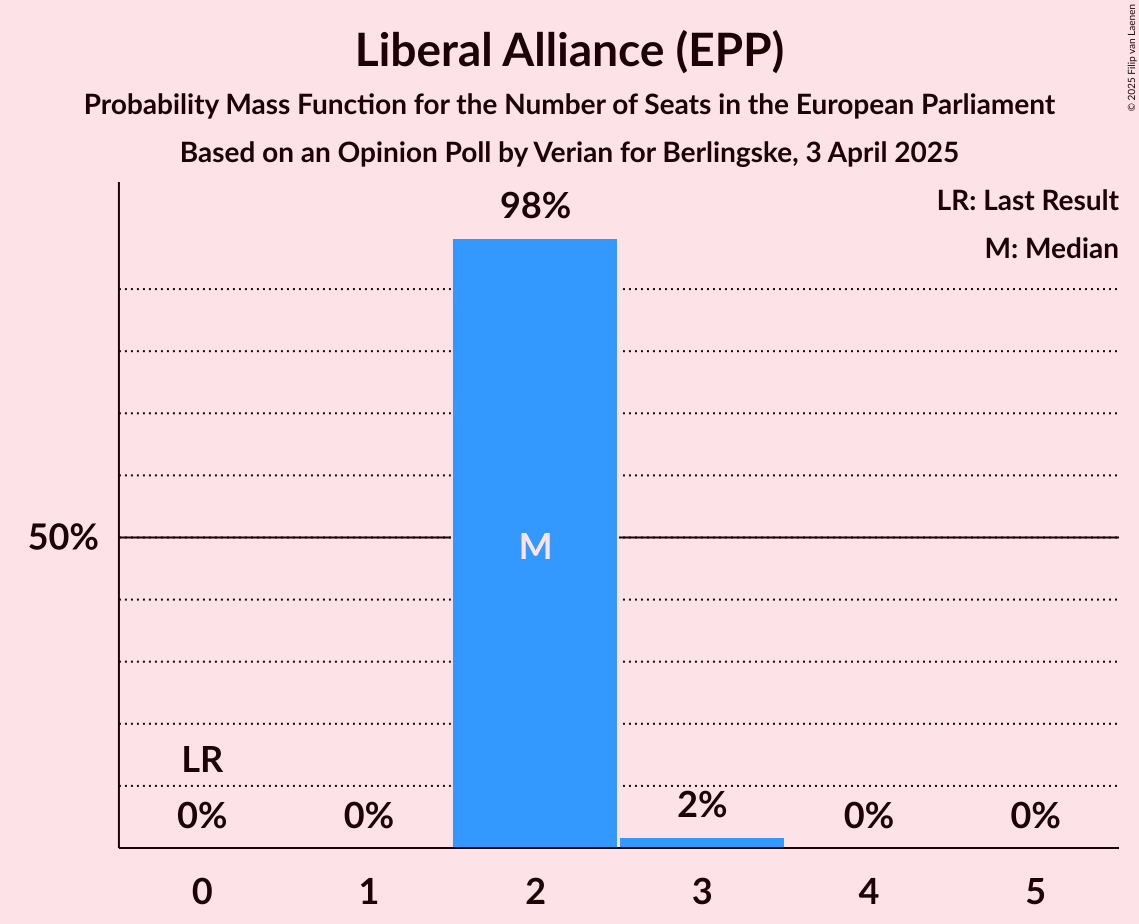 Liberal Alliance (EPP)
Probability Mass Function for the Number of Seats in the European Parliament
Based on an Opinion Poll by Verian for Berlingske, 3 April 2025
© 2025 Filip van Laenen
LR: Last Result
M: Median
98%
50%
M
LR
0%
0%
2%
0%
0%
0
1
2
3
4
5